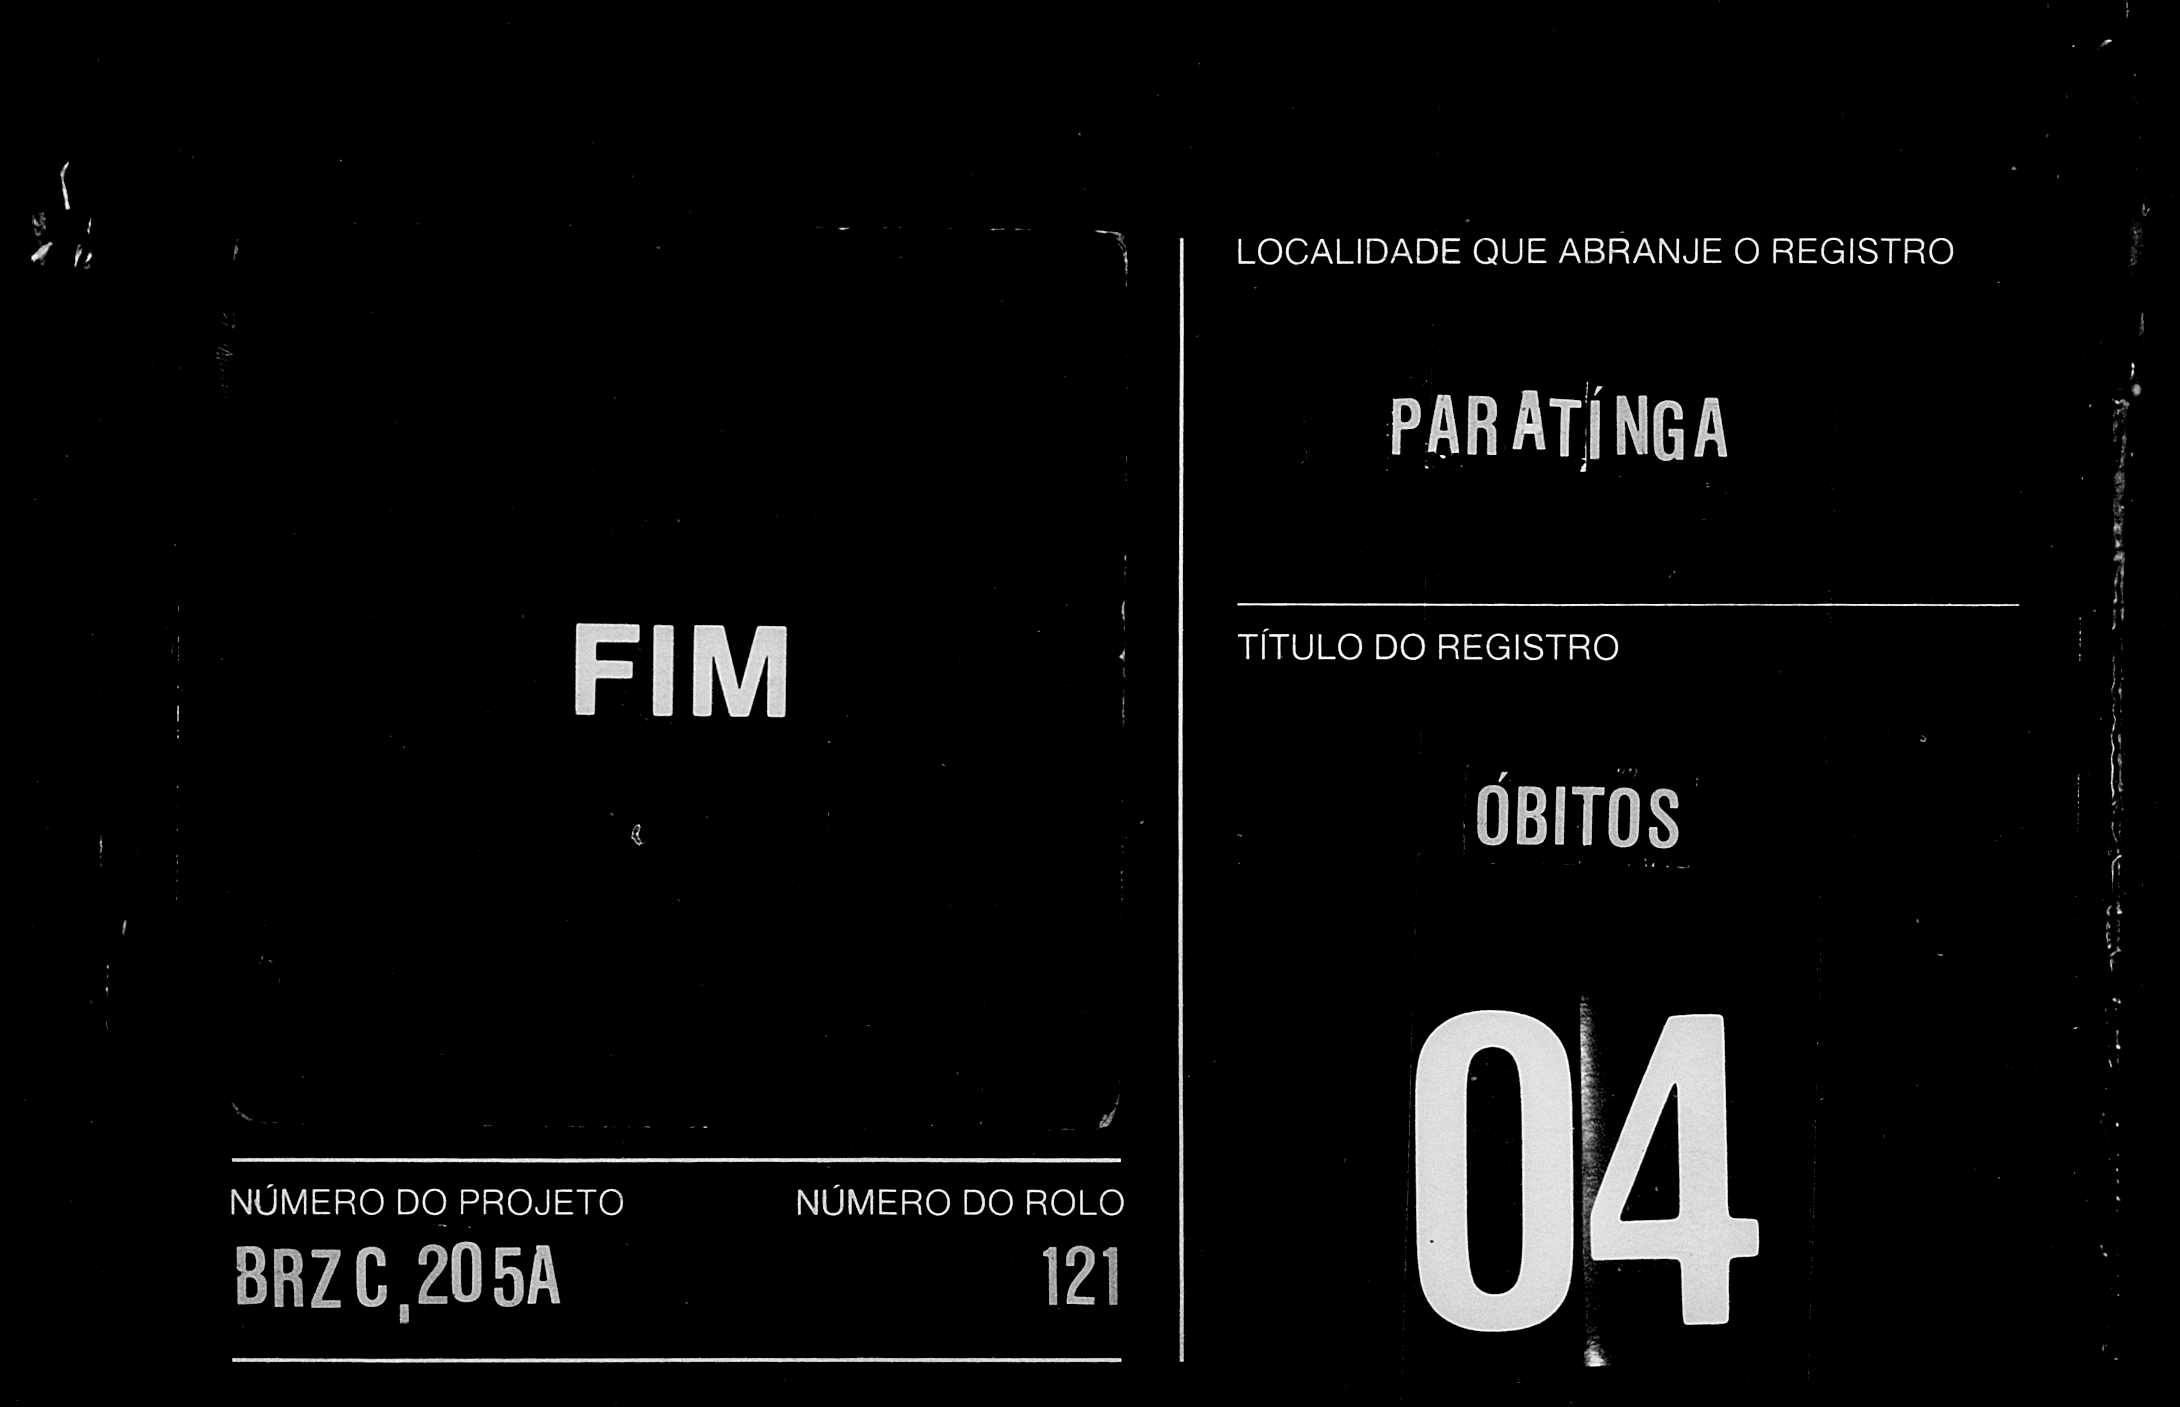 FIM
NÚMERO DO PROJETO
BRZC,205A
NÚMERO DO ROLO
121
LOCALIDADE QUE ABRANJE O REGISTRO
PARATÍNGA
TÍTULO DO REGISTRO
ÓBITOS
04